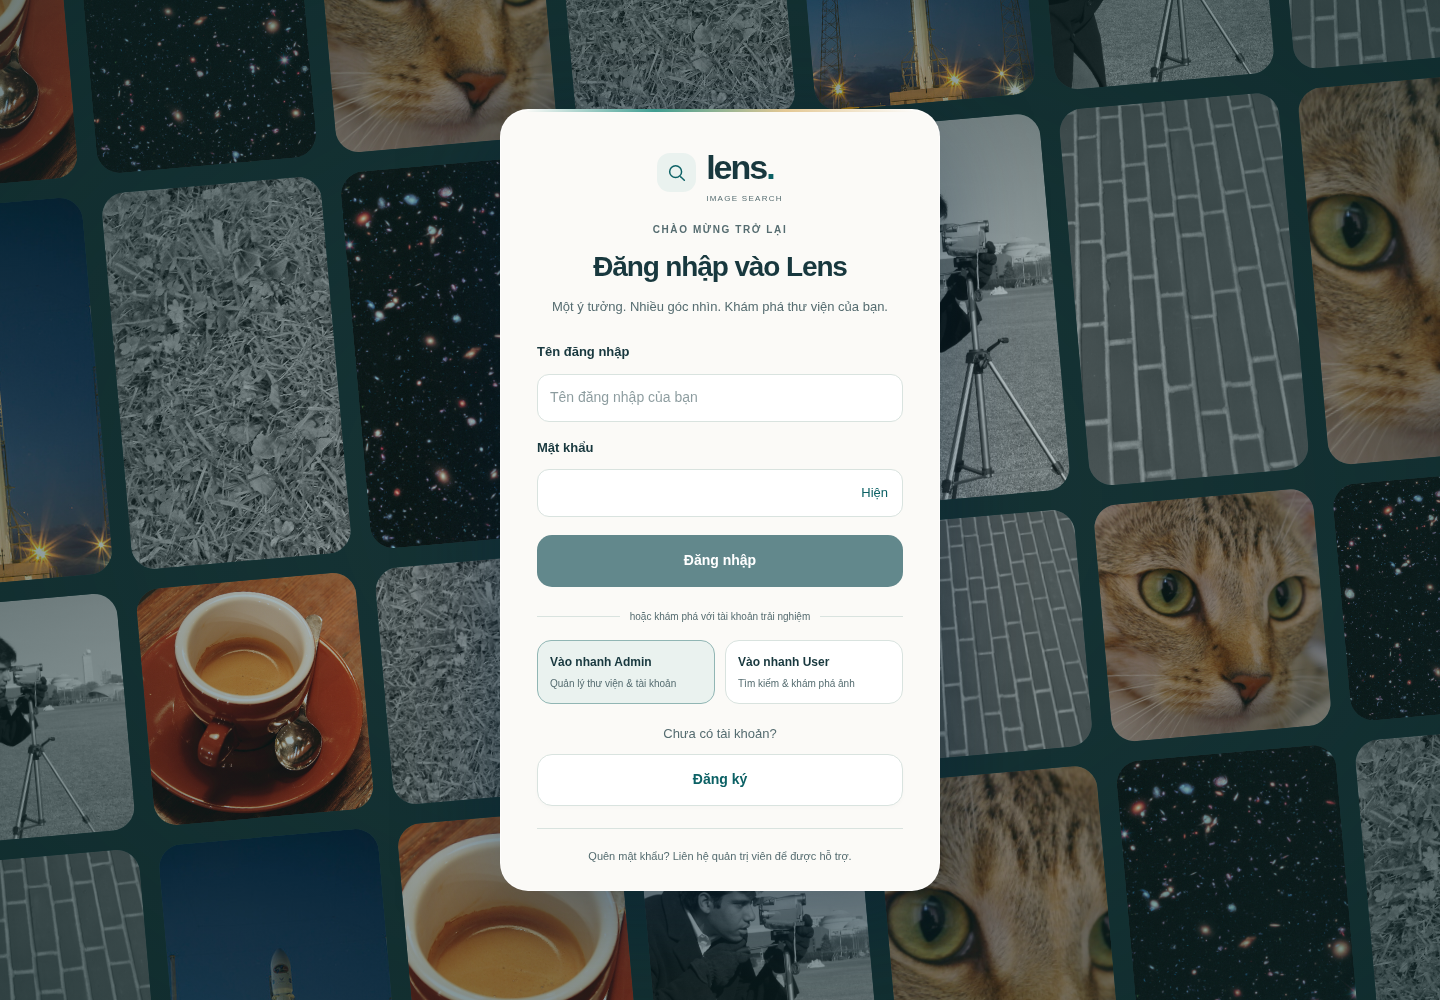 lens.
IMAGE SEARCH
CHÀO MỪNG TRỞ LẠI
Đăng nhập vào Lens
Một ý tưởng. Nhiều góc nhìn. Khám phá thư viện của bạn.
Tên đăng nhập
Tên đăng nhập của bạn
Mật khẩu
Hiện
Đăng nhập
hoặc khám phá với tài khoản trải nghiệm
Vào nhanh Admin
Quản lý thư viện & tài khoản
Vào nhanh User
Tìm kiếm & khám phá ảnh
Chưa có tài khoản?
Đăng ký
Quên mật khẩu? Liên hệ quản trị viên để được hỗ trợ.